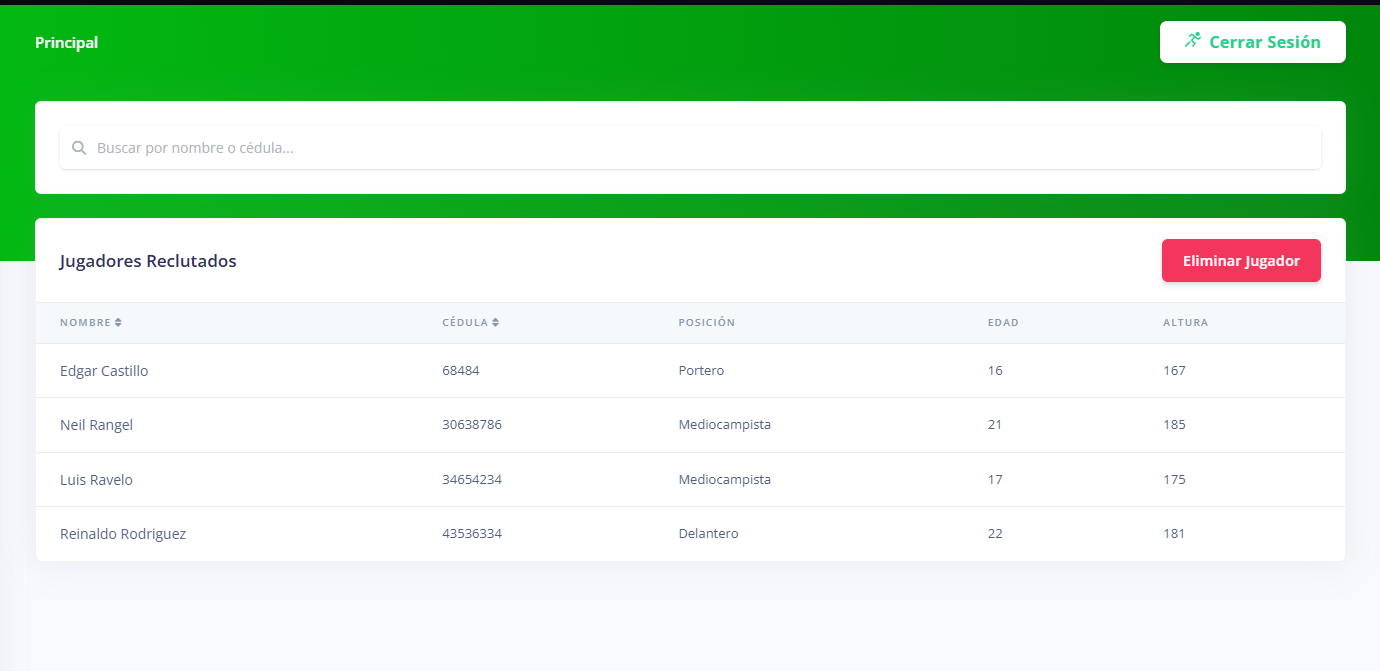 Principal
Cerrar Sesión
Buscar por nombre o cédula...
Jugadores Reclutados
Eliminar Jugador
NOMBRE CÉDULA POSICIÓN EDAD ALTURA
Edgar Castillo 68484 Portero 16 167
Neil Rangel 30638786 Mediocampista 21 185
Luis Ravelo 34654234 Mediocampista 17 175
Reinaldo Rodriguez 43536334 Delantero 22 181